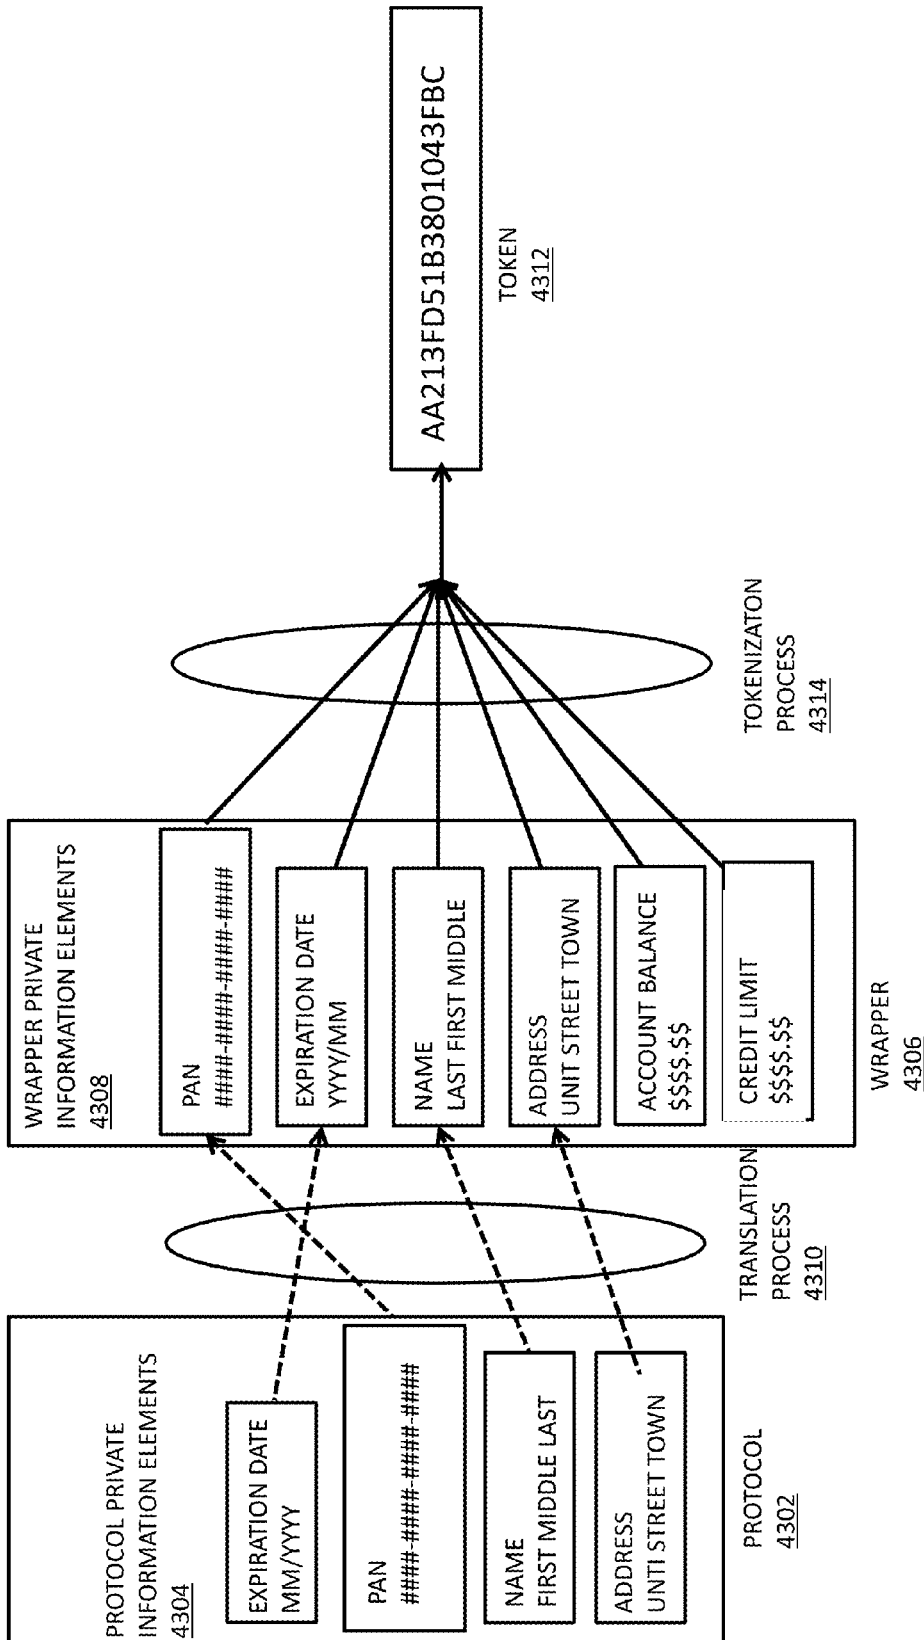 PROTOCOL PRIVATE
INFORMATION ELEMENTS
4304
EXPIRATION DATE
MM/YYYY
PAN
####-####-####-####
NAME
FIRST MIDDLE LAST
ADDRESS
UNTI STREET TOWN
PROTOCOL
4302
TRANSLATION
PROCESS
4310
WRAPPER PRIVATE
INFORMATION ELEMENTS
4308
PAN
####-####-####-####
EXPIRATION DATE
YYYY/MM
NAME
LAST FIRST MIDDLE
ADDRESS
UNIT STREET TOWN
ACCOUNT BALANCE
$$$$.$$
CREDIT LIMIT
$$$$.$$
WRAPPER
4306
TOKENIZATON
PROCESS
4314
AA213FD51B3801043FBC
TOKEN
4312